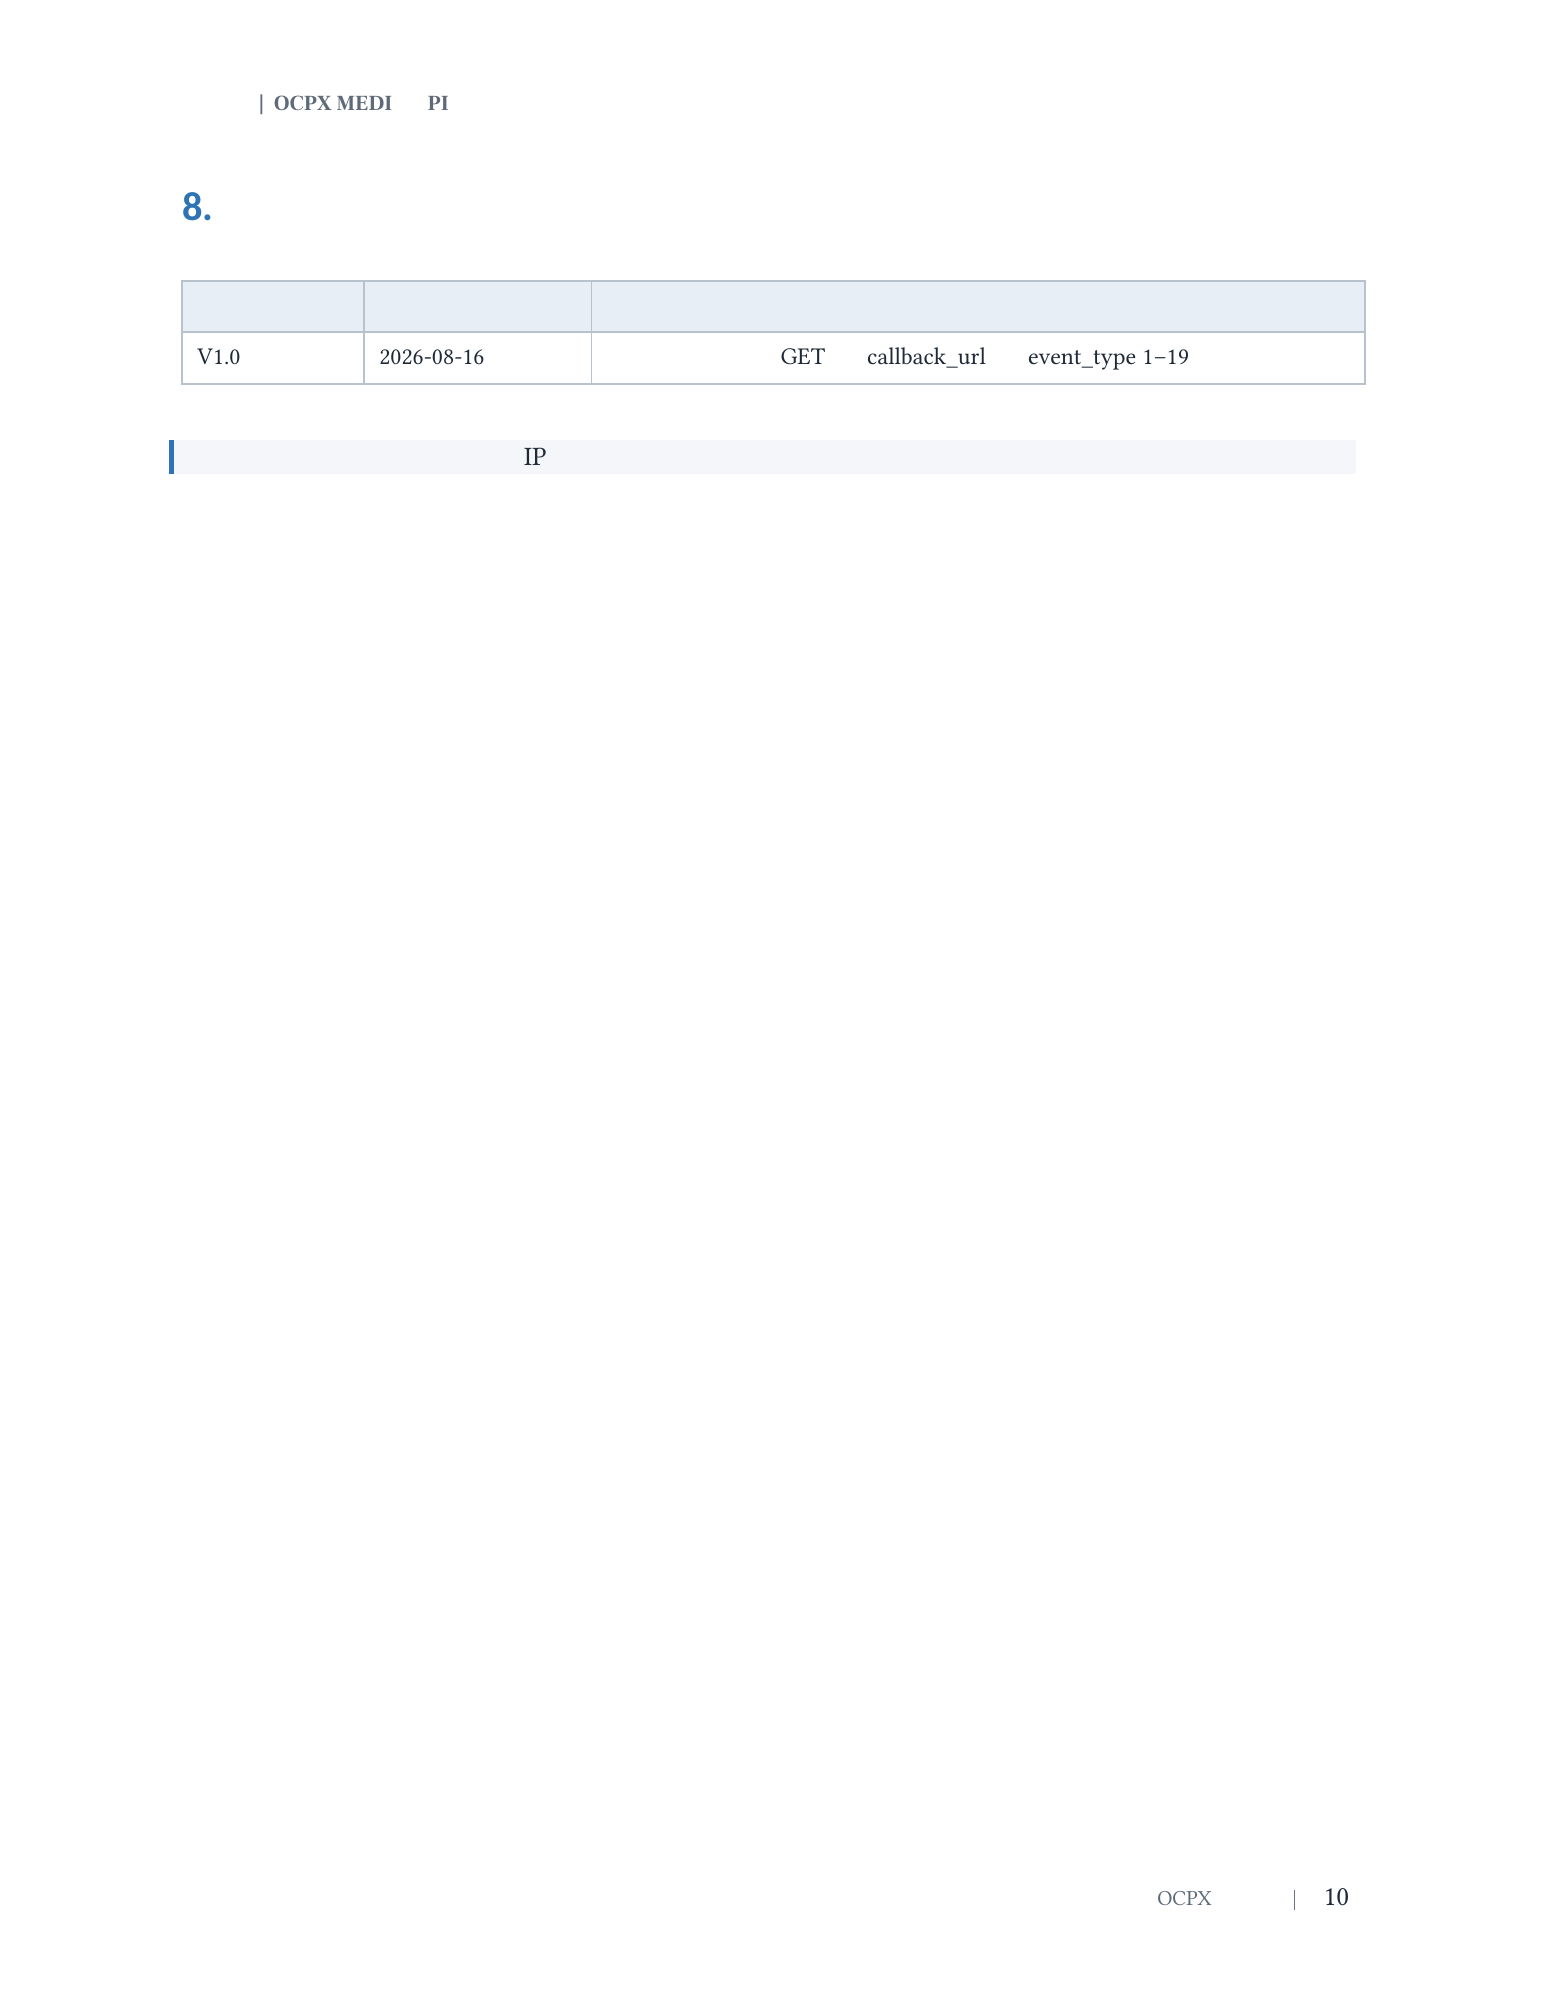 | OCPX MEDI PI
8.
V1.0 2026-08-16 GET callback_url event_type 1–19
IP
OCPX | 10